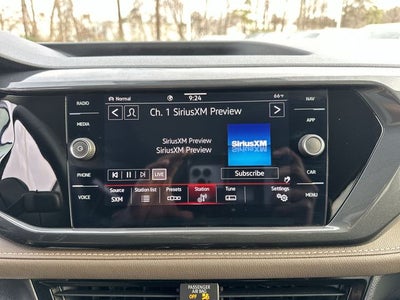 RADIO
MEDIA
PHONE
VOICE
Normal
9:24
66°
Ch. 1 SiriusXM Preview
SiriusXM Preview
SiriusXM Preview
SiriusXM
LIVE
Subscribe
Source
SXM
Station list
Presets
Station
Tune
Settings
NAV
APP
CAR
MENU
PASSENGER
AIR BAG
OFF